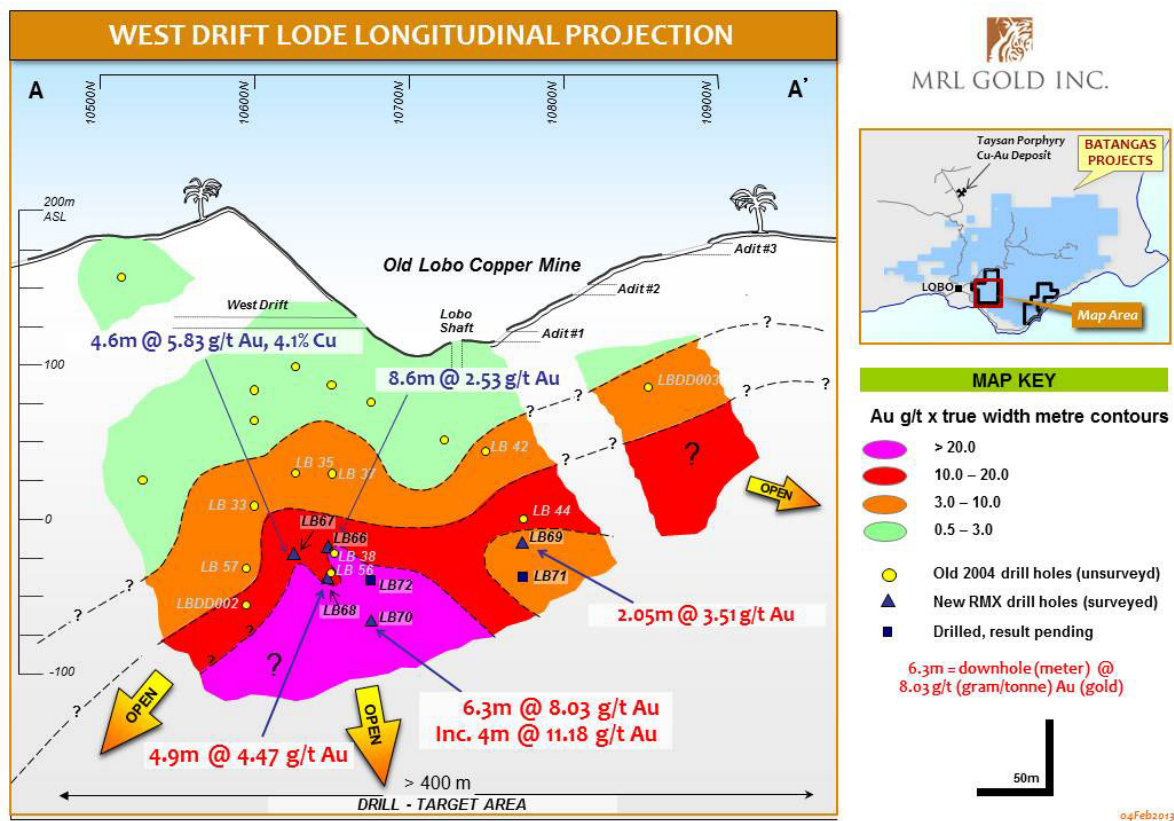 WEST DRIFT LODE LONGITUDINAL PROJECTION
A
10500N
10600N
10700N
10800N
10900N
A'
200m
ASL
Adit #3
Old Lobo Copper Mine
Adit #2
West Drift
Lobo
Shaft
Adit #1
4.6m @ 5.83 g/t Au, 4.1% Cu
?
100
8.6m @ 2.53 g/t Au
LBDD003
?
?
?
LB 42
?
?
LB 35
LB 37
?
OPEN
LB 33
0
LB 44
LB67
LB66
LB69
LB 38
LB 57
LB 56
LB72
LB71
LBDD002
LB68
LB70
2.05m @ 3.51 g/t Au
?
?
?
-100
?
OPEN
OPEN
6.3m @ 8.03 g/t Au
Inc. 4m @ 11.18 g/t Au
4.9m @ 4.47 g/t Au
> 400 m
DRILL - TARGET AREA
MRL GOLD INC.
Taysan Porphyry
Cu-Au Deposit
BATANGAS
PROJECTS
LOBO
Map Area
MAP KEY
Au g/t x true width metre contours
> 20.0
10.0 – 20.0
3.0 – 10.0
0.5 – 3.0
Old 2004 drill holes (unsurveyd)
New RMX drill holes (surveyed)
Drilled, result pending
6.3m = downhole (meter) @
8.03 g/t (gram/tonne) Au (gold)
50m
04Feb2013